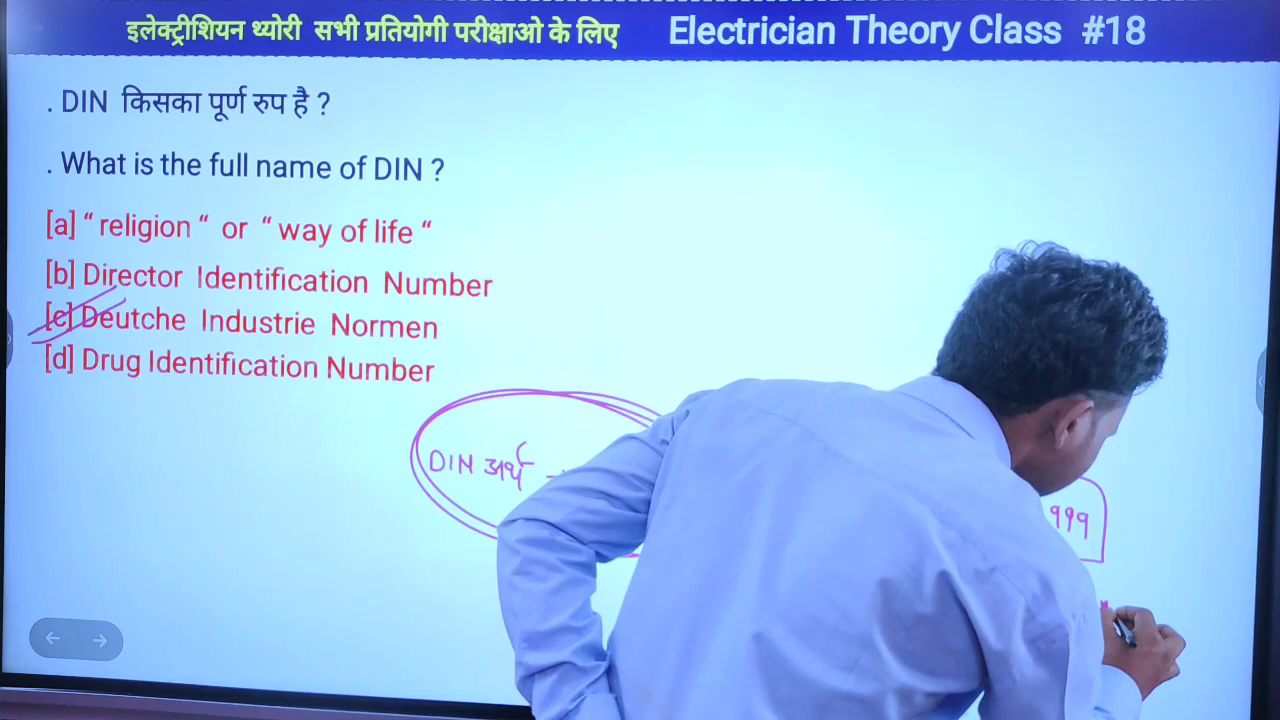 इलेक्ट्रीशियन थ्योरी सभी प्रतियोगी परीक्षाओ के लिए Electrician Theory Class #18
. DIN किसका पूर्ण रुप है ?
. What is the full name of DIN ?
[a] “ religion “ or “ way of life “
[b] Director Identification Number
[c] Deutche Industrie Normen
[d] Drug Identification Number
DIN अर्थ -
999